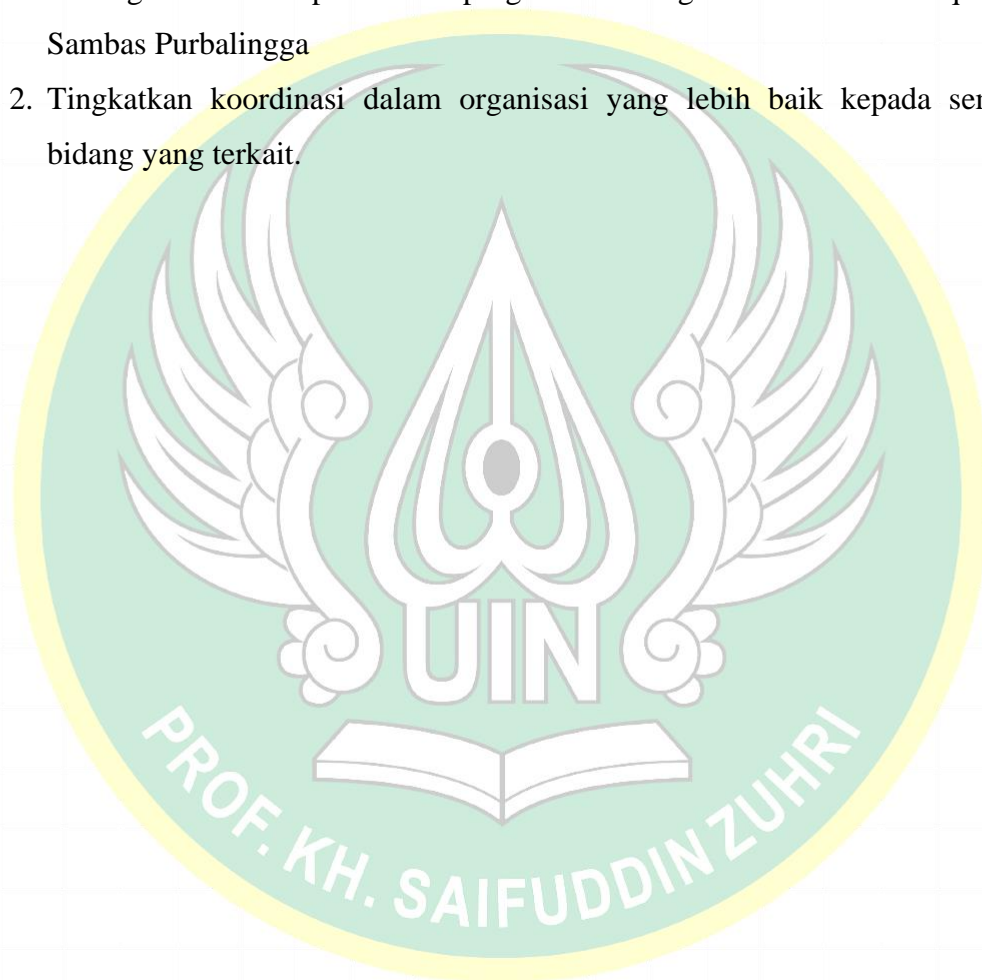 Sambas Purbalingga
2. Tingkatkan koordinasi dalam organisasi yang lebih baik kepada
bidang yang terkait.
UIN
PROF. KH. SAIFUDDIN ZUHRI